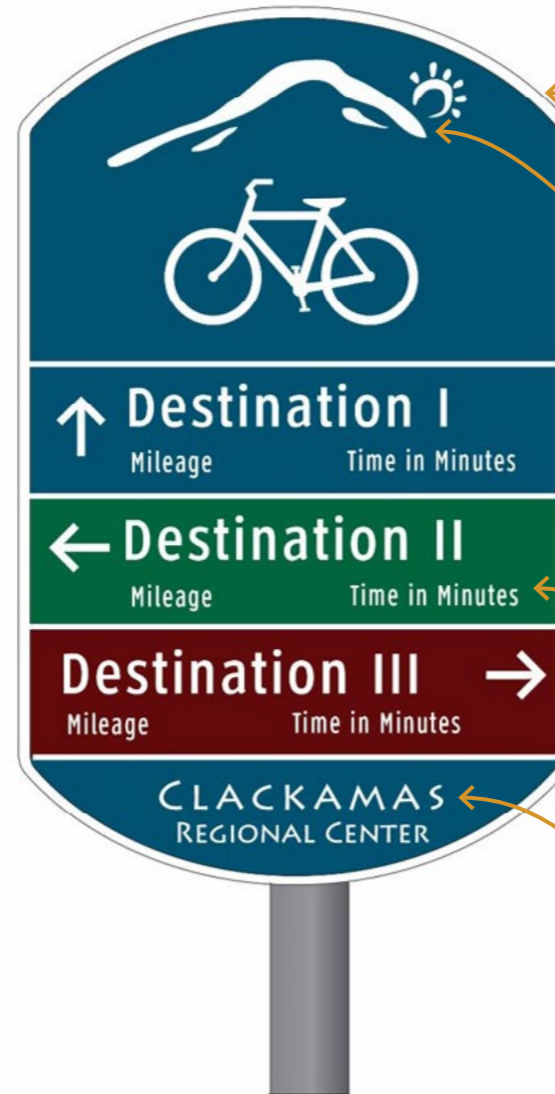 Destination I
Mileage Time in Minutes
Destination II
Mileage Time in Minutes
Destination III
Mileage Time in Minutes
CLACKAMAS
REGIONAL CENTER